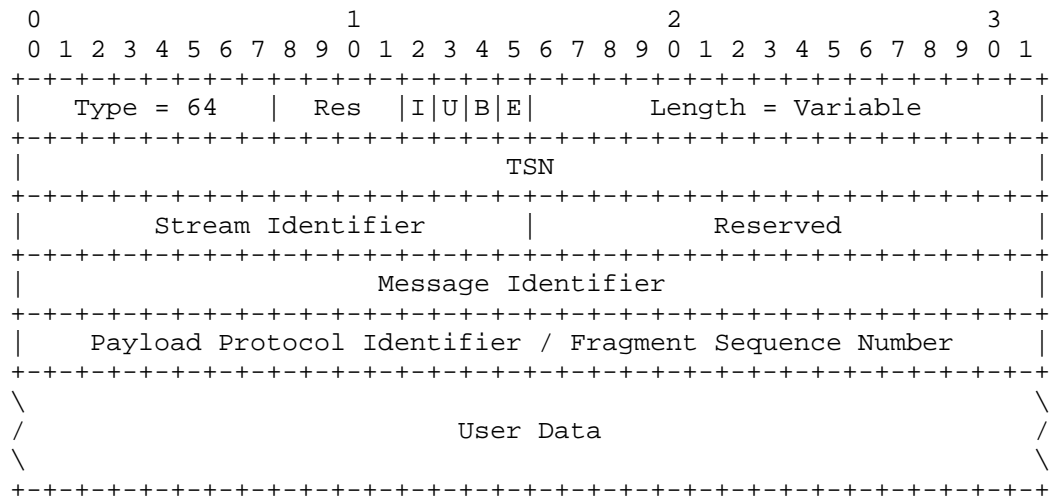 0                   1                   2                   3
 0 1 2 3 4 5 6 7 8 9 0 1 2 3 4 5 6 7 8 9 0 1 2 3 4 5 6 7 8 9 0 1
+-+-+-+-+-+-+-+-+-+-+-+-+-+-+-+-+-+-+-+-+-+-+-+-+-+-+-+-+-+-+-+-+
|   Type = 64   |  Res  |I|U|B|E|       Length = Variable       |
+-+-+-+-+-+-+-+-+-+-+-+-+-+-+-+-+-+-+-+-+-+-+-+-+-+-+-+-+-+-+-+-+
|                              TSN                              |
+-+-+-+-+-+-+-+-+-+-+-+-+-+-+-+-+-+-+-+-+-+-+-+-+-+-+-+-+-+-+-+-+
|        Stream Identifier      |           Reserved            |
+-+-+-+-+-+-+-+-+-+-+-+-+-+-+-+-+-+-+-+-+-+-+-+-+-+-+-+-+-+-+-+-+
|                      Message Identifier                       |
+-+-+-+-+-+-+-+-+-+-+-+-+-+-+-+-+-+-+-+-+-+-+-+-+-+-+-+-+-+-+-+-+
|    Payload Protocol Identifier / Fragment Sequence Number     |
+-+-+-+-+-+-+-+-+-+-+-+-+-+-+-+-+-+-+-+-+-+-+-+-+-+-+-+-+-+-+-+-+
\                                                               \
/                           User Data                           /
\                                                               \
+-+-+-+-+-+-+-+-+-+-+-+-+-+-+-+-+-+-+-+-+-+-+-+-+-+-+-+-+-+-+-+-+